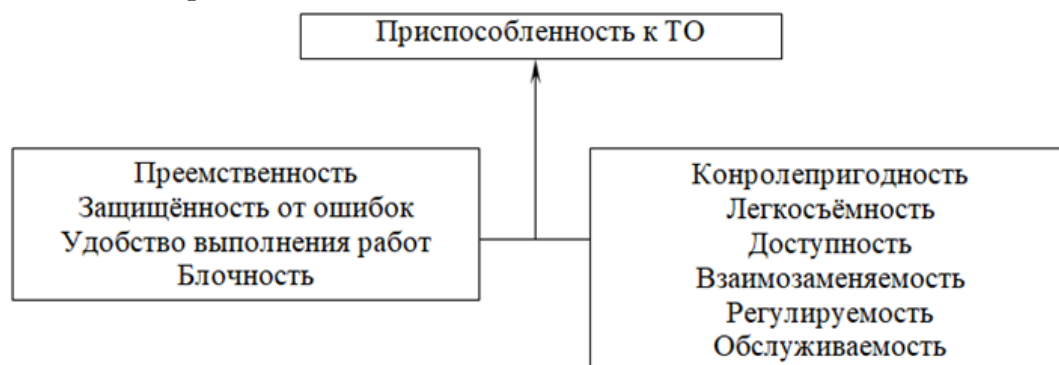 Приспособленность к ТО
Преемственность
Защищённость от ошибок
Удобство выполнения работ
Блочность
Конролепригодность
Легкосъёмность
Доступность
Взаимозаменяемость
Регулируемость
Обслуживаемость